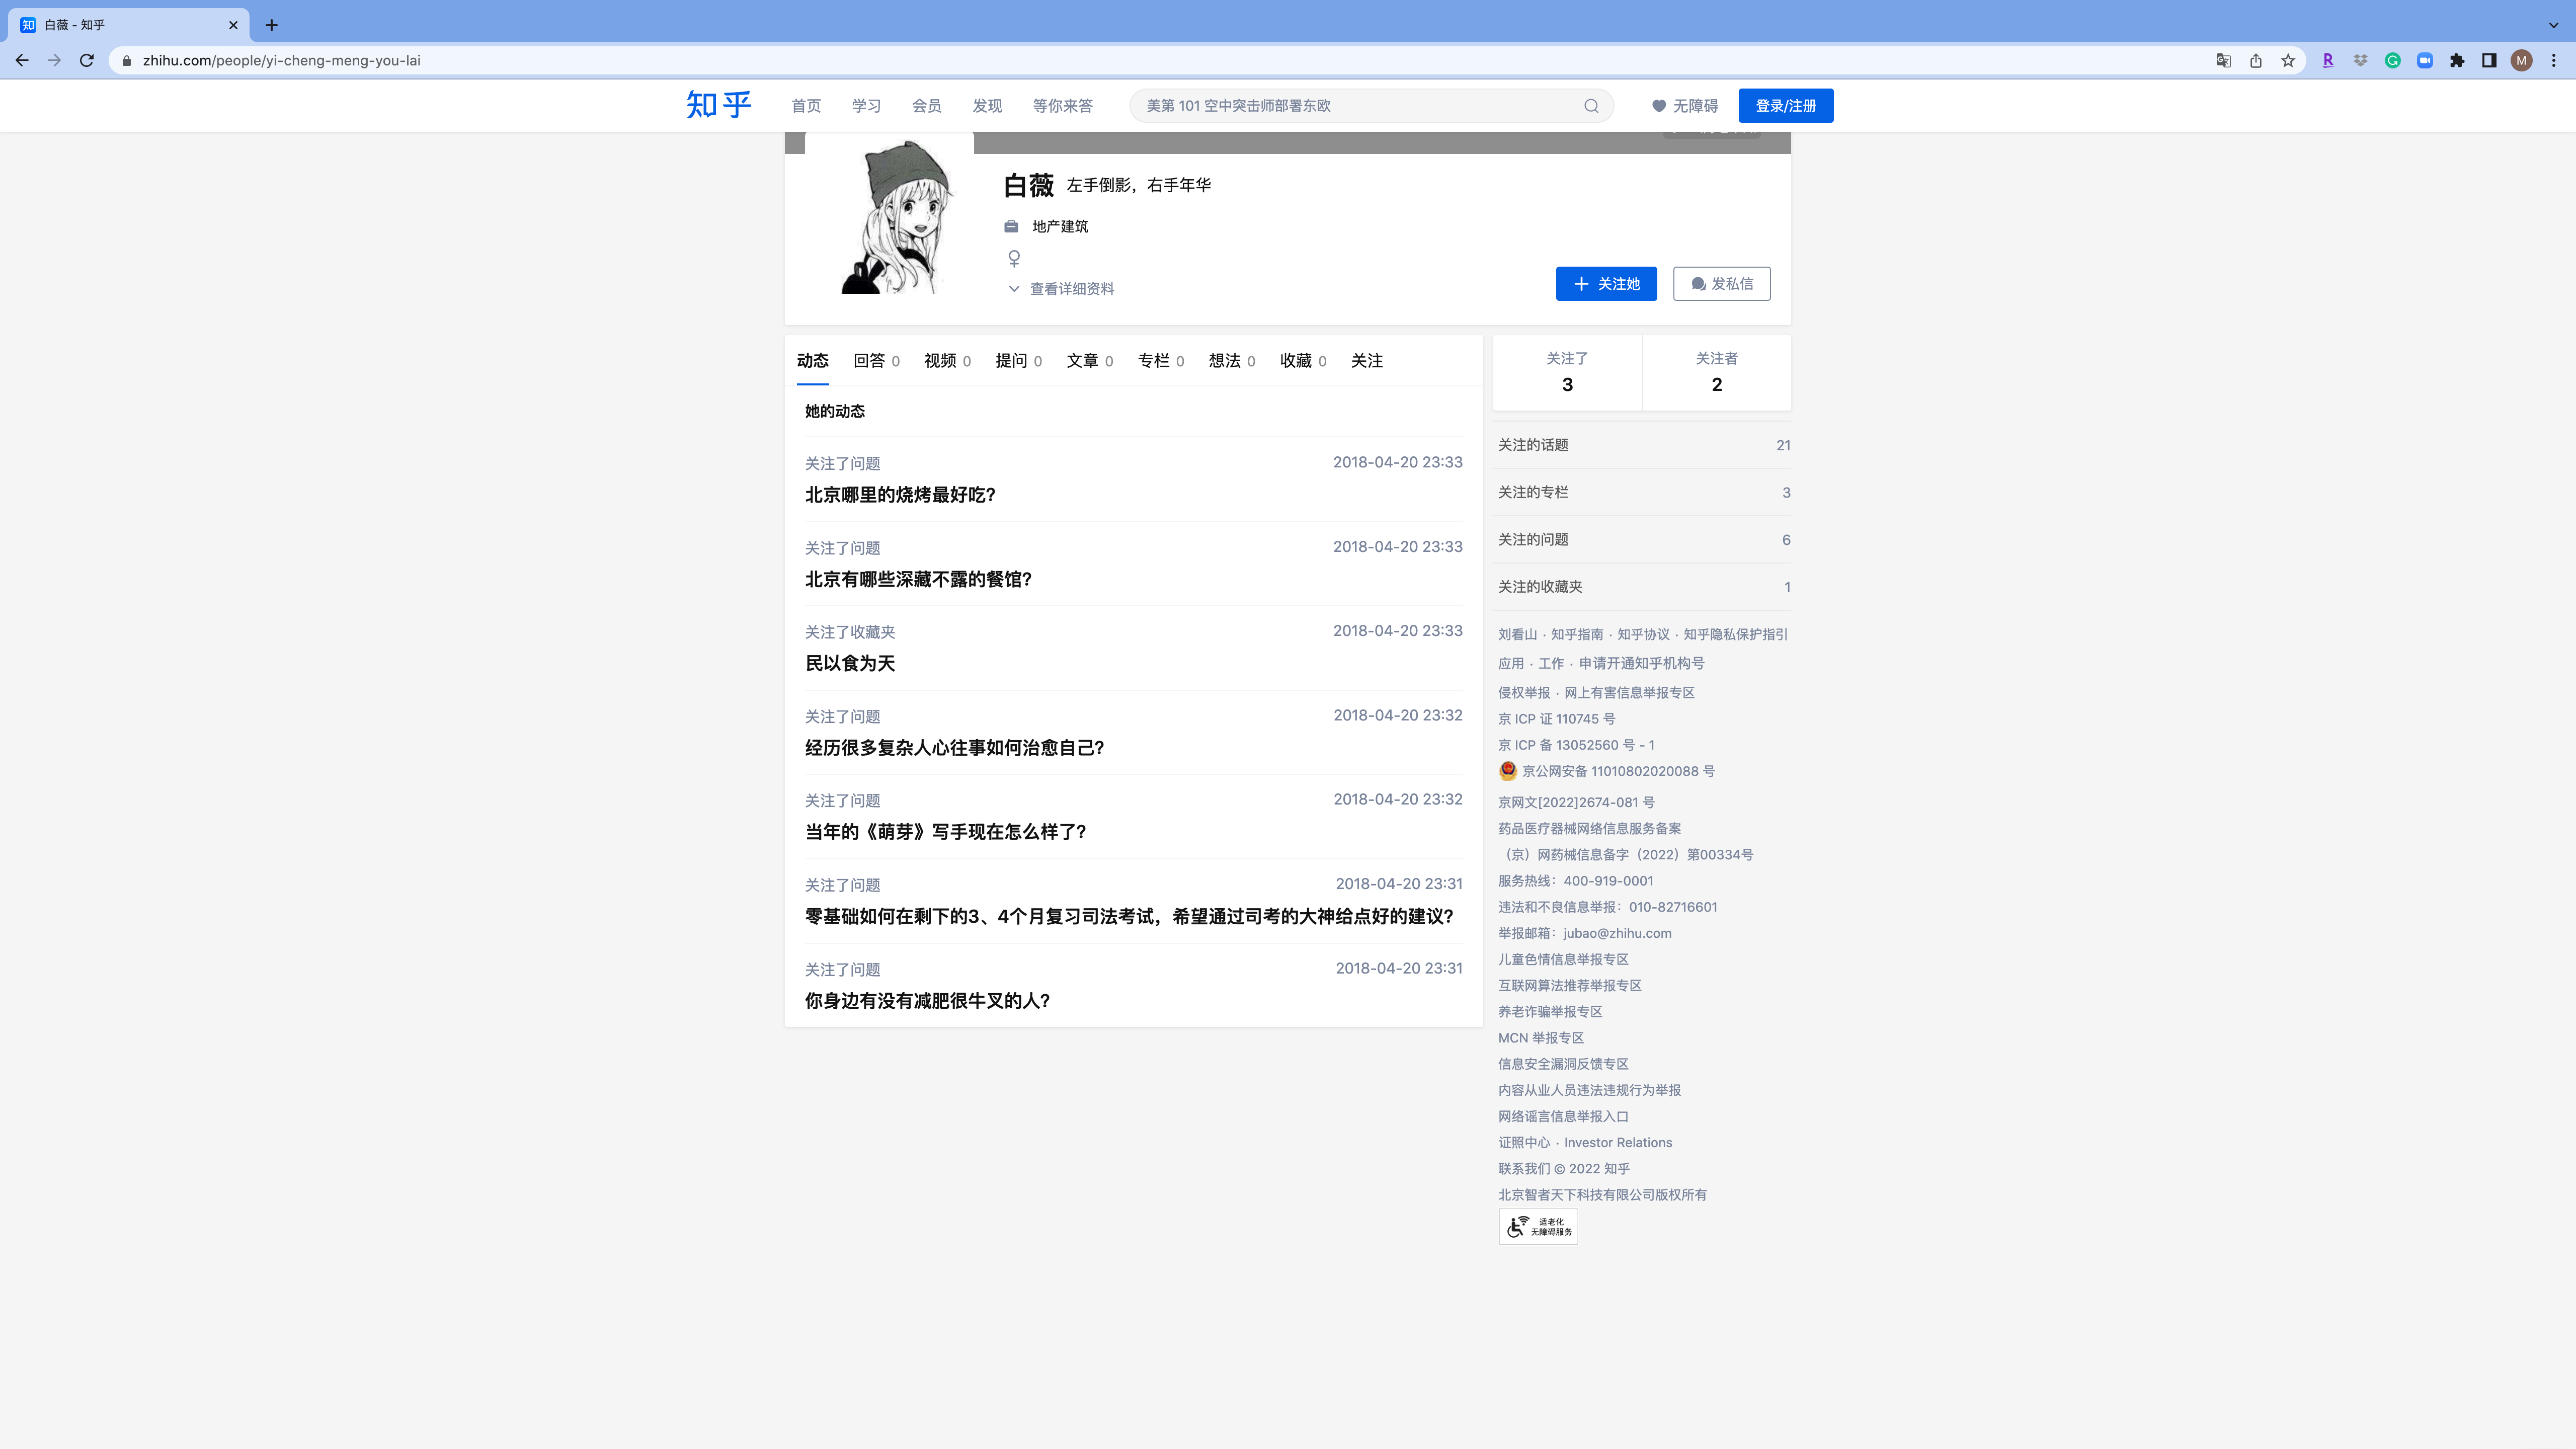 白薇 - 知乎
zhihu.com/people/yi-cheng-meng-you-lai
M
知乎 首页 学习 会员 发现 等你来答 美第 101 空中突击师部署东欧 无障碍 登录/注册
白薇 左手倒影，右手年华
地产建筑
查看详细资料
关注她 发私信
动态 回答 0 视频 0 提问 0 文章 0 专栏 0 想法 0 收藏 0 关注
她的动态
关注了问题 2018-04-20 23:33
北京哪里的烧烤最好吃？
关注了问题 2018-04-20 23:33
北京有哪些深藏不露的餐馆？
关注了收藏夹 2018-04-20 23:33
民以食为天
关注了问题 2018-04-20 23:32
经历很多复杂人心往事如何治愈自己？
关注了问题 2018-04-20 23:32
当年的《萌芽》写手现在怎么样了？
关注了问题 2018-04-20 23:31
零基础如何在剩下的3、4个月复习司法考试，希望通过司考的大神给点好的建议？
关注了问题 2018-04-20 23:31
你身边有没有减肥很牛叉的人？
关注了 关注者
3 2
关注的话题 21
关注的专栏 3
关注的问题 6
关注的收藏夹 1
刘看山 · 知乎指南 · 知乎协议 · 知乎隐私保护指引
应用 · 工作 · 申请开通知乎机构号
侵权举报 · 网上有害信息举报专区
京 ICP 证 110745 号
京 ICP 备 13052560 号 - 1
京公网安备 11010802020088 号
京网文[2022]2674-081 号
药品医疗器械网络信息服务备案
（京）网药械信息备字（2022）第00334号
服务热线：400-919-0001
违法和不良信息举报：010-82716601
举报邮箱：jubao@zhihu.com
儿童色情信息举报专区
互联网算法推荐举报专区
养老诈骗举报专区
MCN 举报专区
信息安全漏洞反馈专区
内容从业人员违法违规行为举报
网络谣言信息举报入口
证照中心 · Investor Relations
联系我们 © 2022 知乎
北京智者天下科技有限公司版权所有
适老化
无障碍服务